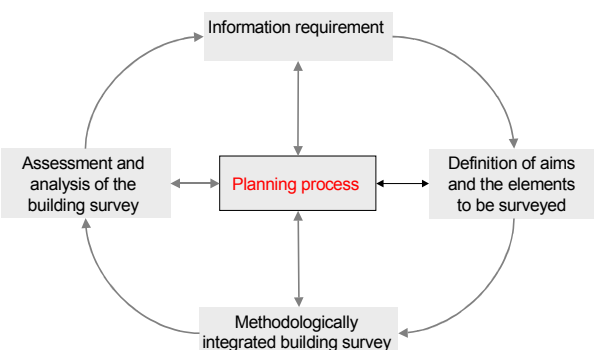 Information requirement
Assessment and
analysis of the
building survey
Planning process
Definition of aims
and the elements
to be surveyed
Methodologically
integrated building survey